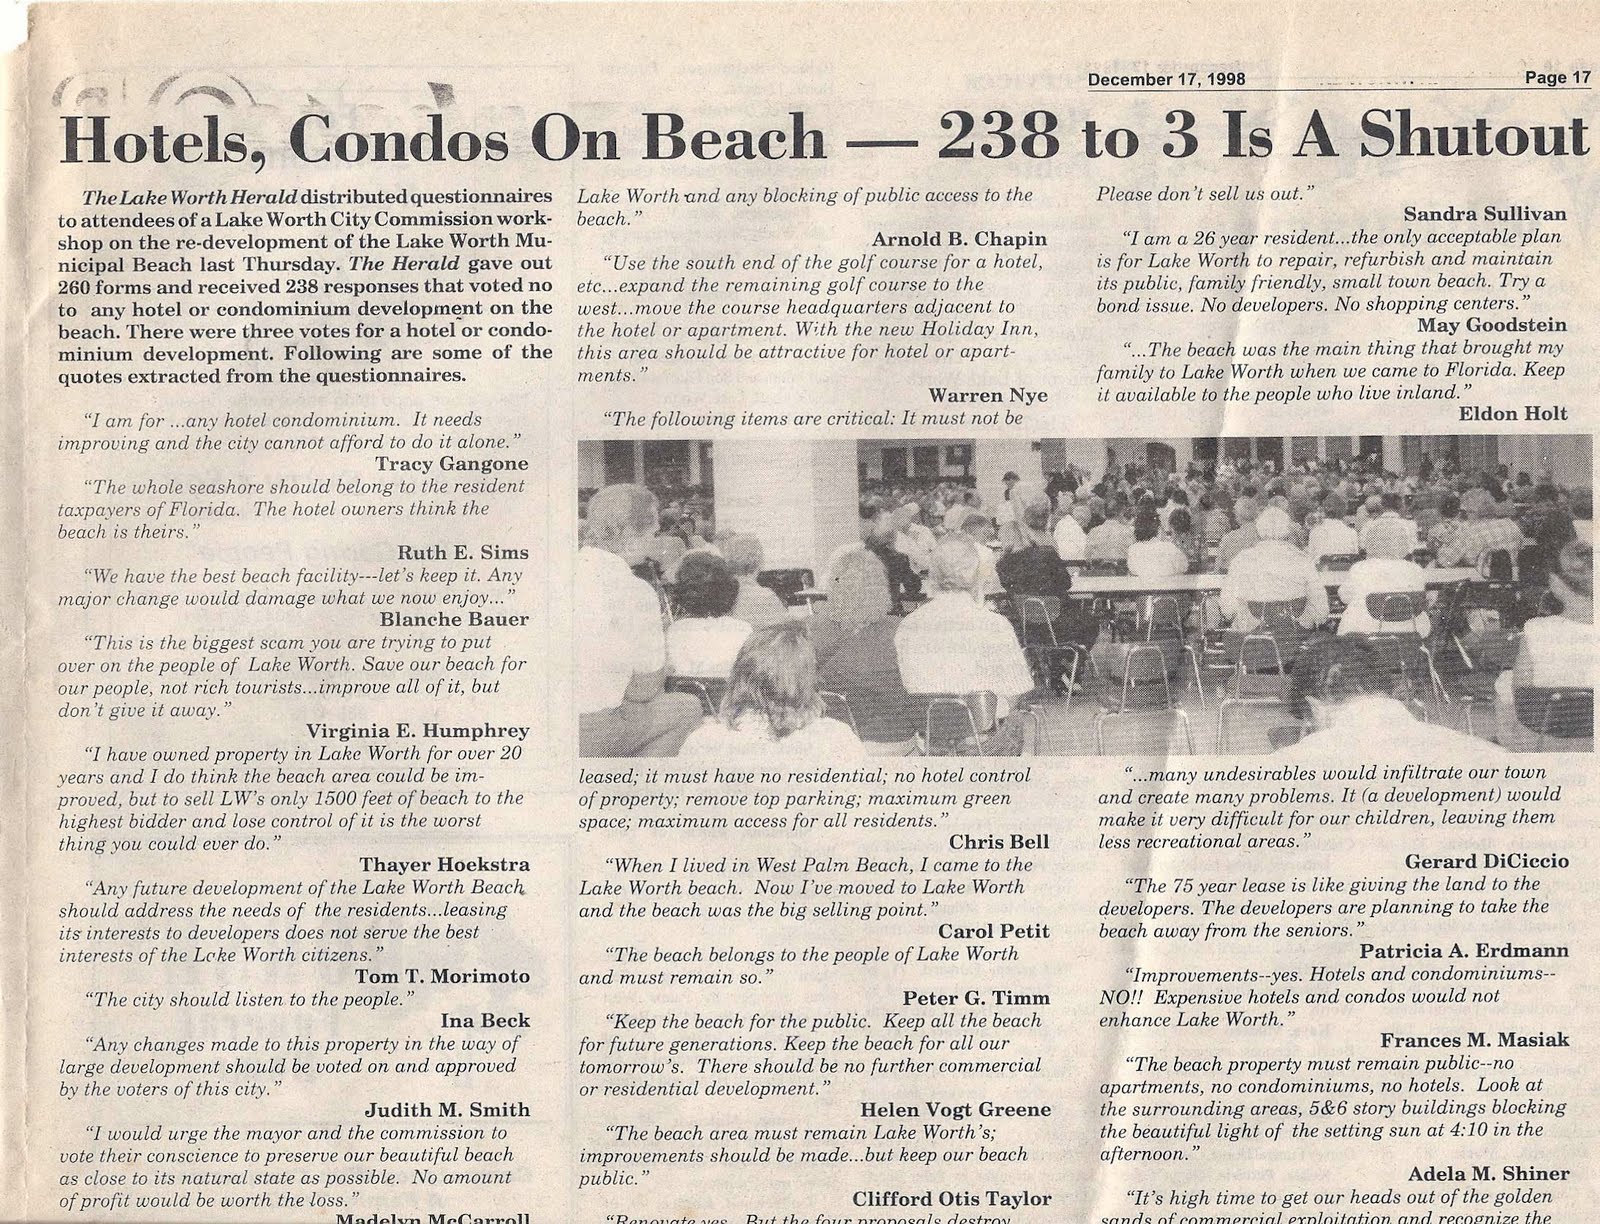 December 17, 1998
Page 17
Hotels, Condos On Beach — 238 to 3 Is A Shutout
The Lake Worth Herald distributed questionnaires
to attendees of a Lake Worth City Commission work-
shop on the re-development of the Lake Worth Mu-
nicipal Beach last Thursday. The Herald gave out
260 forms and received 238 responses that voted no
to any hotel or condominium development on the
beach. There were three votes for a hotel or condo-
minium development. Following are some of the
quotes extracted from the questionnaires.
"I am for ...any hotel condominium. It needs
improving and the city cannot afford to do it alone."
Tracy Gangone
"The whole seashore should belong to the resident
taxpayers of Florida. The hotel owners think the
beach is theirs."
Ruth E. Sims
"We have the best beach facility---let's keep it. Any
major change would damage what we now enjoy..."
Blanche Bauer
"This is the biggest scam you are trying to put
over on the people of Lake Worth. Save our beach for
our people, not rich tourists...improve all of it, but
don't give it away."
Virginia E. Humphrey
"I have owned property in Lake Worth for over 20
years and I do think the beach area could be im-
proved, but to sell LW's only 1500 feet of beach to the
highest bidder and lose control of it is the worst
thing you could ever do."
Thayer Hoekstra
"Any future development of the Lake Worth Beach
should address the needs of the residents...leasing
its interests to developers does not serve the best
interests of the Lake Worth citizens."
Tom T. Morimoto
"The city should listen to the people."
Ina Beck
"Any changes made to this property in the way of
large development should be voted on and approved
by the voters of this city."
Judith M. Smith
"I would urge the mayor and the commission to
vote their conscience to preserve our beautiful beach
as close to its natural state as possible. No amount
of profit would be worth the loss."
Madelyn McCarroll
Lake Worth and any blocking of public access to the
beach."
Arnold B. Chapin
"Use the south end of the golf course for a hotel,
etc...expand the remaining golf course to the
west...move the course headquarters adjacent to
the hotel or apartment. With the new Holiday Inn,
this area should be attractive for hotel or apart-
ments."
Warren Nye
"The following items are critical: It must not be
leased; it must have no residential; no hotel control
of property; remove top parking; maximum green
space; maximum access for all residents."
Chris Bell
"When I lived in West Palm Beach, I came to the
Lake Worth beach. Now I've moved to Lake Worth
and the beach was the big selling point."
Carol Petit
"The beach belongs to the people of Lake Worth
and must remain so."
Peter G. Timm
"Keep the beach for the public. Keep all the beach
for future generations. Keep the beach for all our
tomorrow's. There should be no further commercial
or residential development."
Helen Vogt Greene
"The beach area must remain Lake Worth's;
improvements should be made...but keep our beach
public."
Clifford Otis Taylor
"Renovate yes. But the four proposals destroy
Please don't sell us out."
Sandra Sullivan
"I am a 26 year resident...the only acceptable plan
is for Lake Worth to repair, refurbish and maintain
its public, family friendly, small town beach. Try a
bond issue. No developers. No shopping centers."
May Goodstein
"...The beach was the main thing that brought my
family to Lake Worth when we came to Florida. Keep
it available to the people who live inland."
Eldon Holt
"...many undesirables would infiltrate our town
and create many problems. It (a development) would
make it very difficult for our children, leaving them
less recreational areas."
Gerard DiCiccio
"The 75 year lease is like giving the land to the
developers. The developers are planning to take the
beach away from the seniors."
Patricia A. Erdmann
"Improvements--yes. Hotels and condominiums--
NO!! Expensive hotels and condos would not
enhance Lake Worth."
Frances M. Masiak
"The beach property must remain public--no
apartments, no condominiums, no hotels. Look at
the surrounding areas, 5&6 story buildings blocking
the beautiful light of the setting sun at 4:10 in the
afternoon."
Adela M. Shiner
"It's high time to get our heads out of the golden
sands of commercial exploitation and recognize the